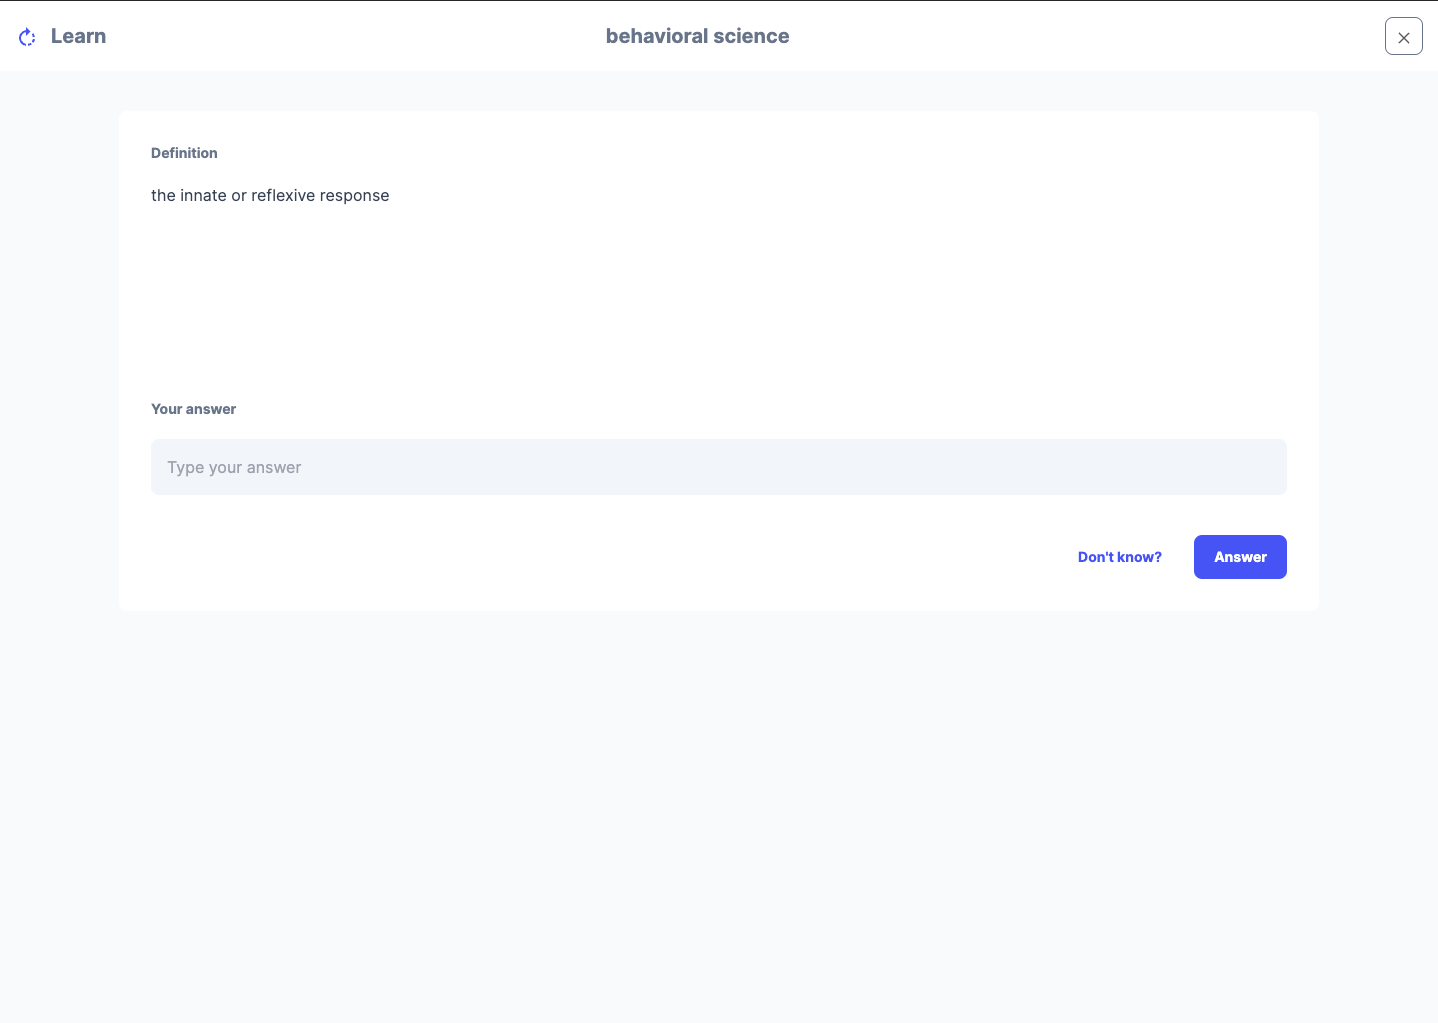 Learn
behavioral science
Definition
the innate or reflexive response
Your answer
Type your answer
Don't know?
Answer